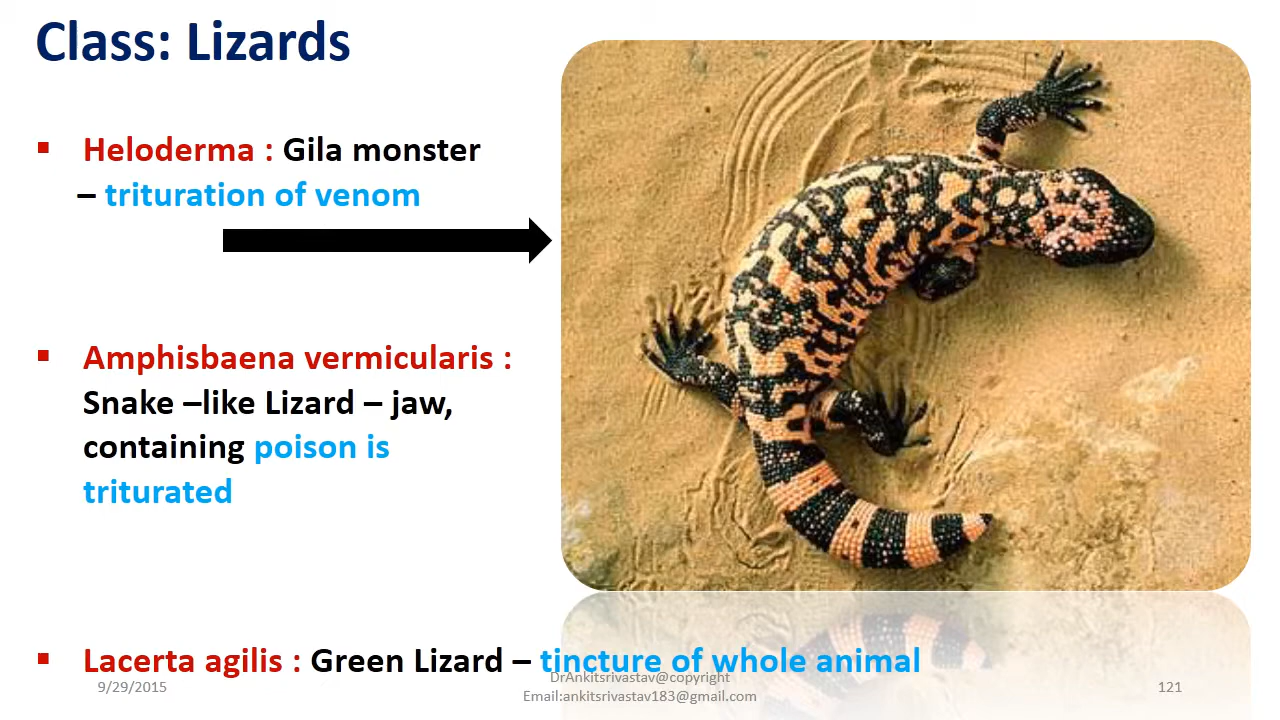 Class: Lizards
▪ Heloderma : Gila monster
– trituration of venom
▪ Amphisbaena vermicularis :
Snake –like Lizard – jaw,
containing poison is
triturated
▪ Lacerta agilis : Green Lizard – tincture of whole animal
9/29/2015
DrAnkitsrivastav@copyright
Email:ankitsrivastav183@gmail.com
121